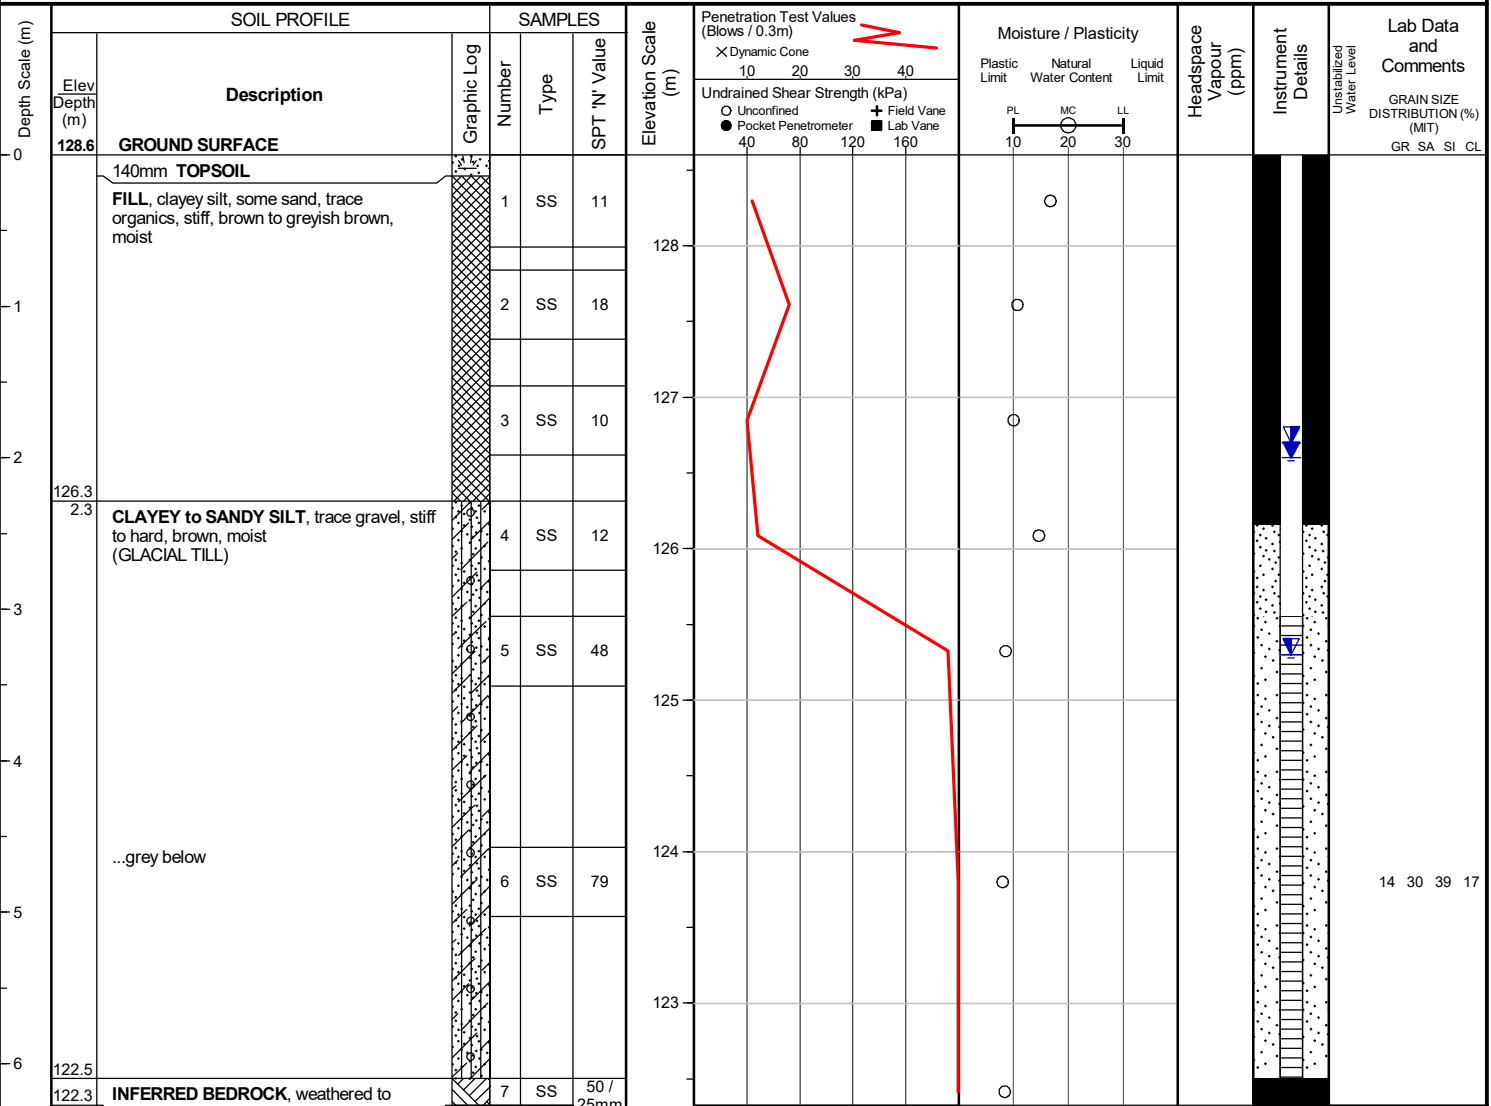 Depth Scale (m)
SOIL PROFILE
Elev
Depth
(m)
Description
Graphic Log
SAMPLES
Number
Type
SPT 'N' Value
Elevation Scale
(m)
Penetration Test Values
(Blows / 0.3m)
Dynamic Cone
10 20 30 40
Undrained Shear Strength (kPa)
Unconfined
Field Vane
Pocket Penetrometer
Lab Vane
40 80 120 160
Moisture / Plasticity
Plastic
Limit
Natural
Water Content
Liquid
Limit
PL MC LL
10 20 30
Headspace
Vapour
(ppm)
Instrument
Details
Unstabilized
Water Level
Lab Data
and
Comments
GRAIN SIZE
DISTRIBUTION (%)
(MIT)
GR SA SI CL
128.6 GROUND SURFACE
0
140mm TOPSOIL
FILL, clayey silt, some sand, trace
organics, stiff, brown to greyish brown,
moist
1 SS 11
128
1
2 SS 18
127
3 SS 10
2
126.3
2.3
CLAYEY to SANDY SILT, trace gravel, stiff
to hard, brown, moist
(GLACIAL TILL)
4 SS 12
126
3
5 SS 48
125
4
...grey below
124
6 SS 79
14 30 39 17
5
123
6
122.5
122.3 INFERRED BEDROCK, weathered to
7 SS 50 /
25mm